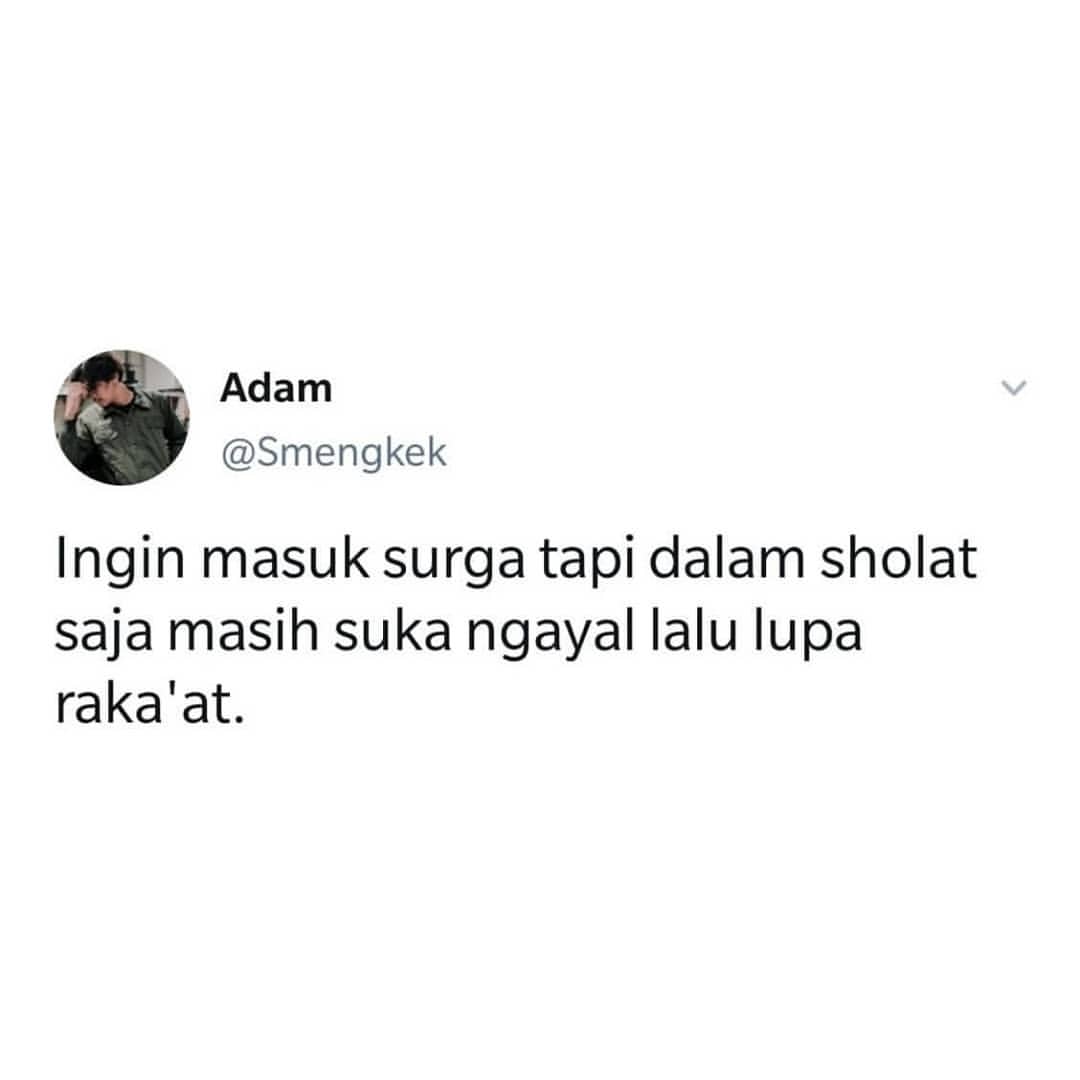 Adam
@Smengkek
Ingin masuk surga tapi dalam sholat
saja masih suka ngayal lalu lupa
raka'at.